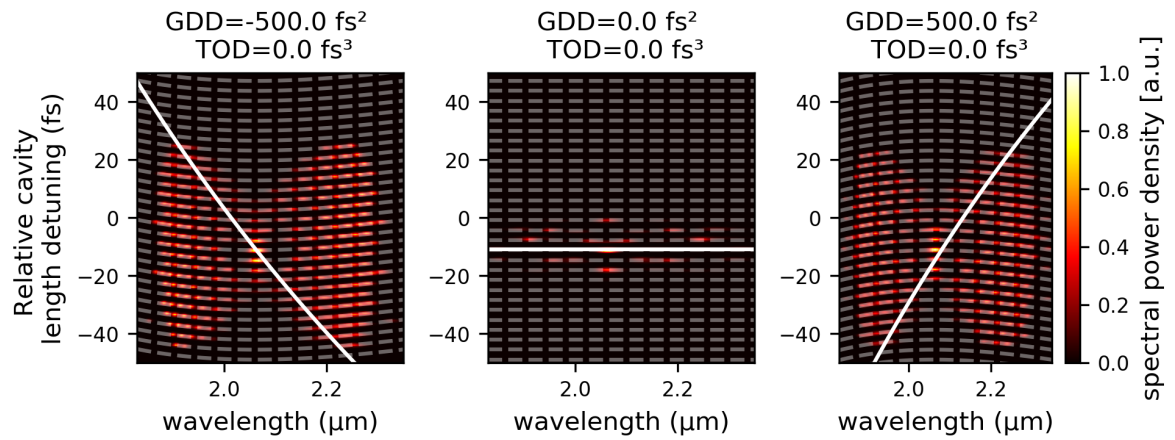 GDD=-500.0 fs²
TOD=0.0 fs³
GDD=0.0 fs²
TOD=0.0 fs³
GDD=500.0 fs²
TOD=0.0 fs³
Relative cavity
length detuning (fs)
40
20
0
−20
−40
2.0
2.2
wavelength (μm)
40
20
0
−20
−40
2.0
2.2
wavelength (μm)
40
20
0
−20
−40
2.0
2.2
wavelength (μm)
1.0
0.8
0.6
0.4
0.2
0.0
spectral power density [a.u.]